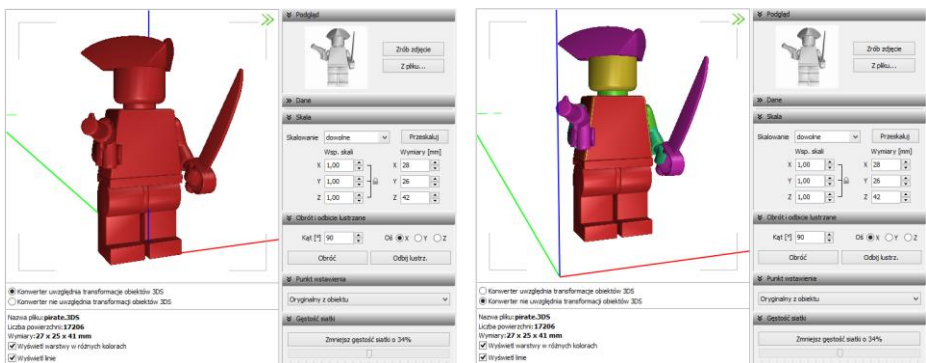 Podgląd
Zrób zdjęcie
Z pliku...
Dane
Skala
Skalowanie dowolne Przeskaluj
Wsp. skali Wymiary [mm]
X 1,00 X 28
Y 1,00 Y 26
Z 1,00 Z 42
Obrót i odbicie lustrzane
Kąt [°] 90 Oś X Y Z
Obróć Odbij lustrz.
Punkt wstawienia
Oryginalny z obiektu
Gęstość siatki
Zmniejsz gęstość siatki o 34%
Konwerter uwzględnia transformacje obiektów 3DS
Konwerter nie uwzględnia transformacji obiektów 3DS
Nazwa pliku:pirate.3DS
Liczba powierzchni:17206
Wymiary:27 x 25 x 41 mm
Wyświetl warstwy w różnych kolorach
Wyświetl linie
Podgląd
Zrób zdjęcie
Z pliku...
Dane
Skala
Skalowanie dowolne Przeskaluj
Wsp. skali Wymiary [mm]
X 1,00 X 28
Y 1,00 Y 26
Z 1,00 Z 42
Obrót i odbicie lustrzane
Kąt [°] 90 Oś X Y Z
Obróć Odbij lustrz.
Punkt wstawienia
Oryginalny z obiektu
Gęstość siatki
Zmniejsz gęstość siatki o 34%
Konwerter uwzględnia transformacje obiektów 3DS
Konwerter nie uwzględnia transformacji obiektów 3DS
Nazwa pliku:pirate.3DS
Liczba powierzchni:17206
Wymiary:27 x 25 x 41 mm
Wyświetl warstwy w różnych kolorach
Wyświetl linie